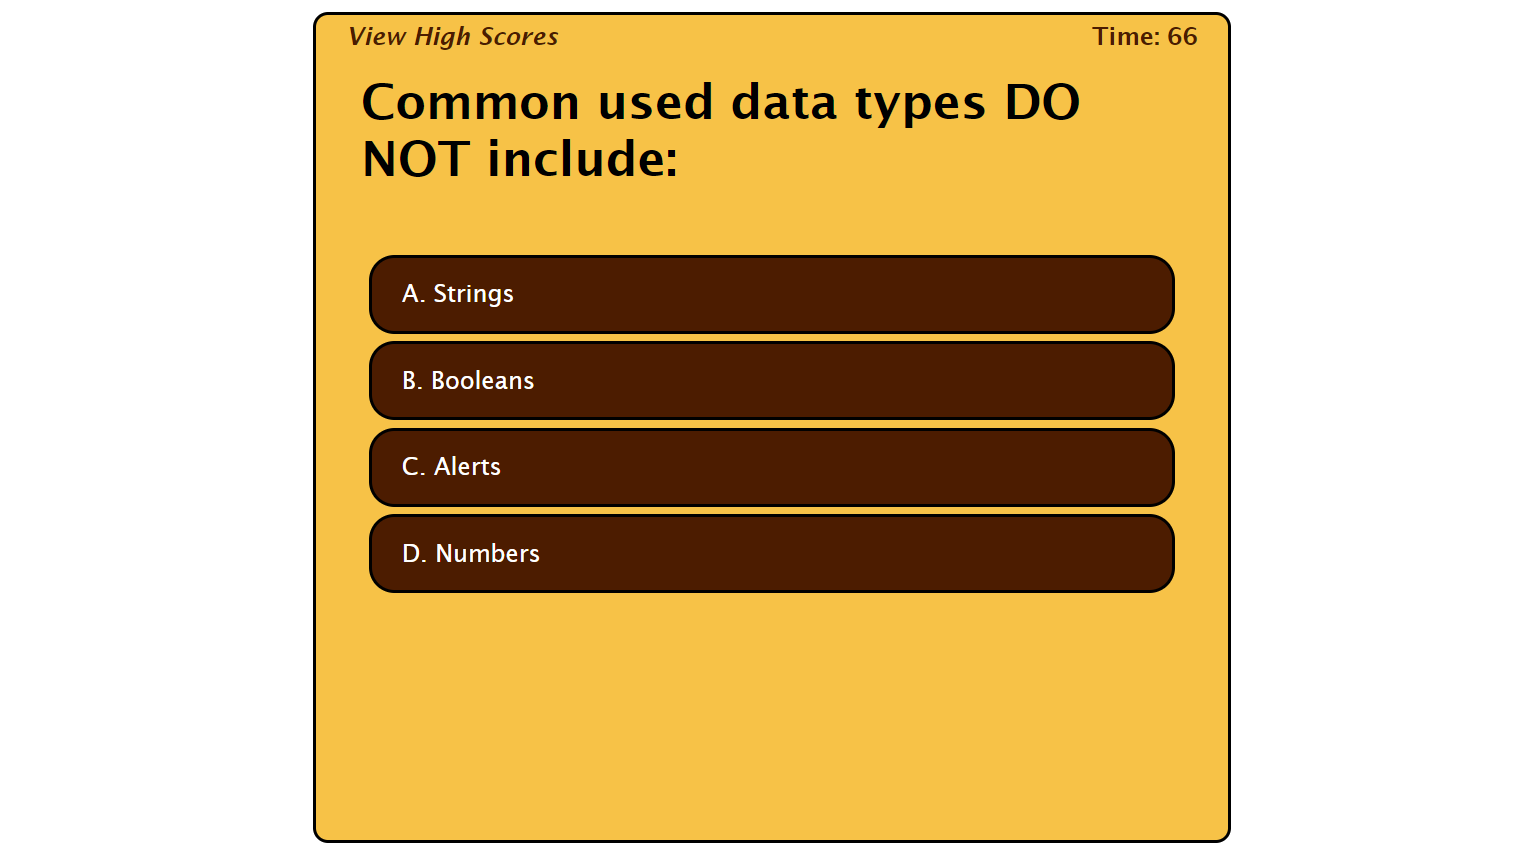 View High Scores
Time: 66
Common used data types DO
NOT include:
A. Strings
B. Booleans
C. Alerts
D. Numbers